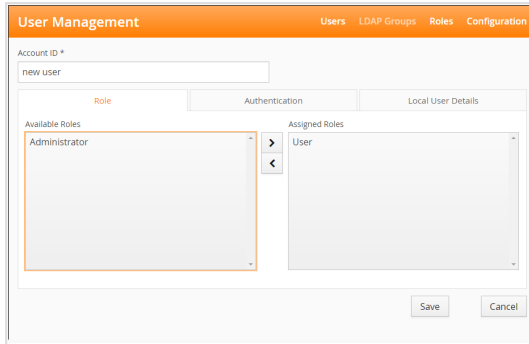 User Management
Users LDAP Groups Roles Configuration
Account ID *
new user
Role Authentication Local User Details
Available Roles Assigned Roles
Administrator User
Save Cancel